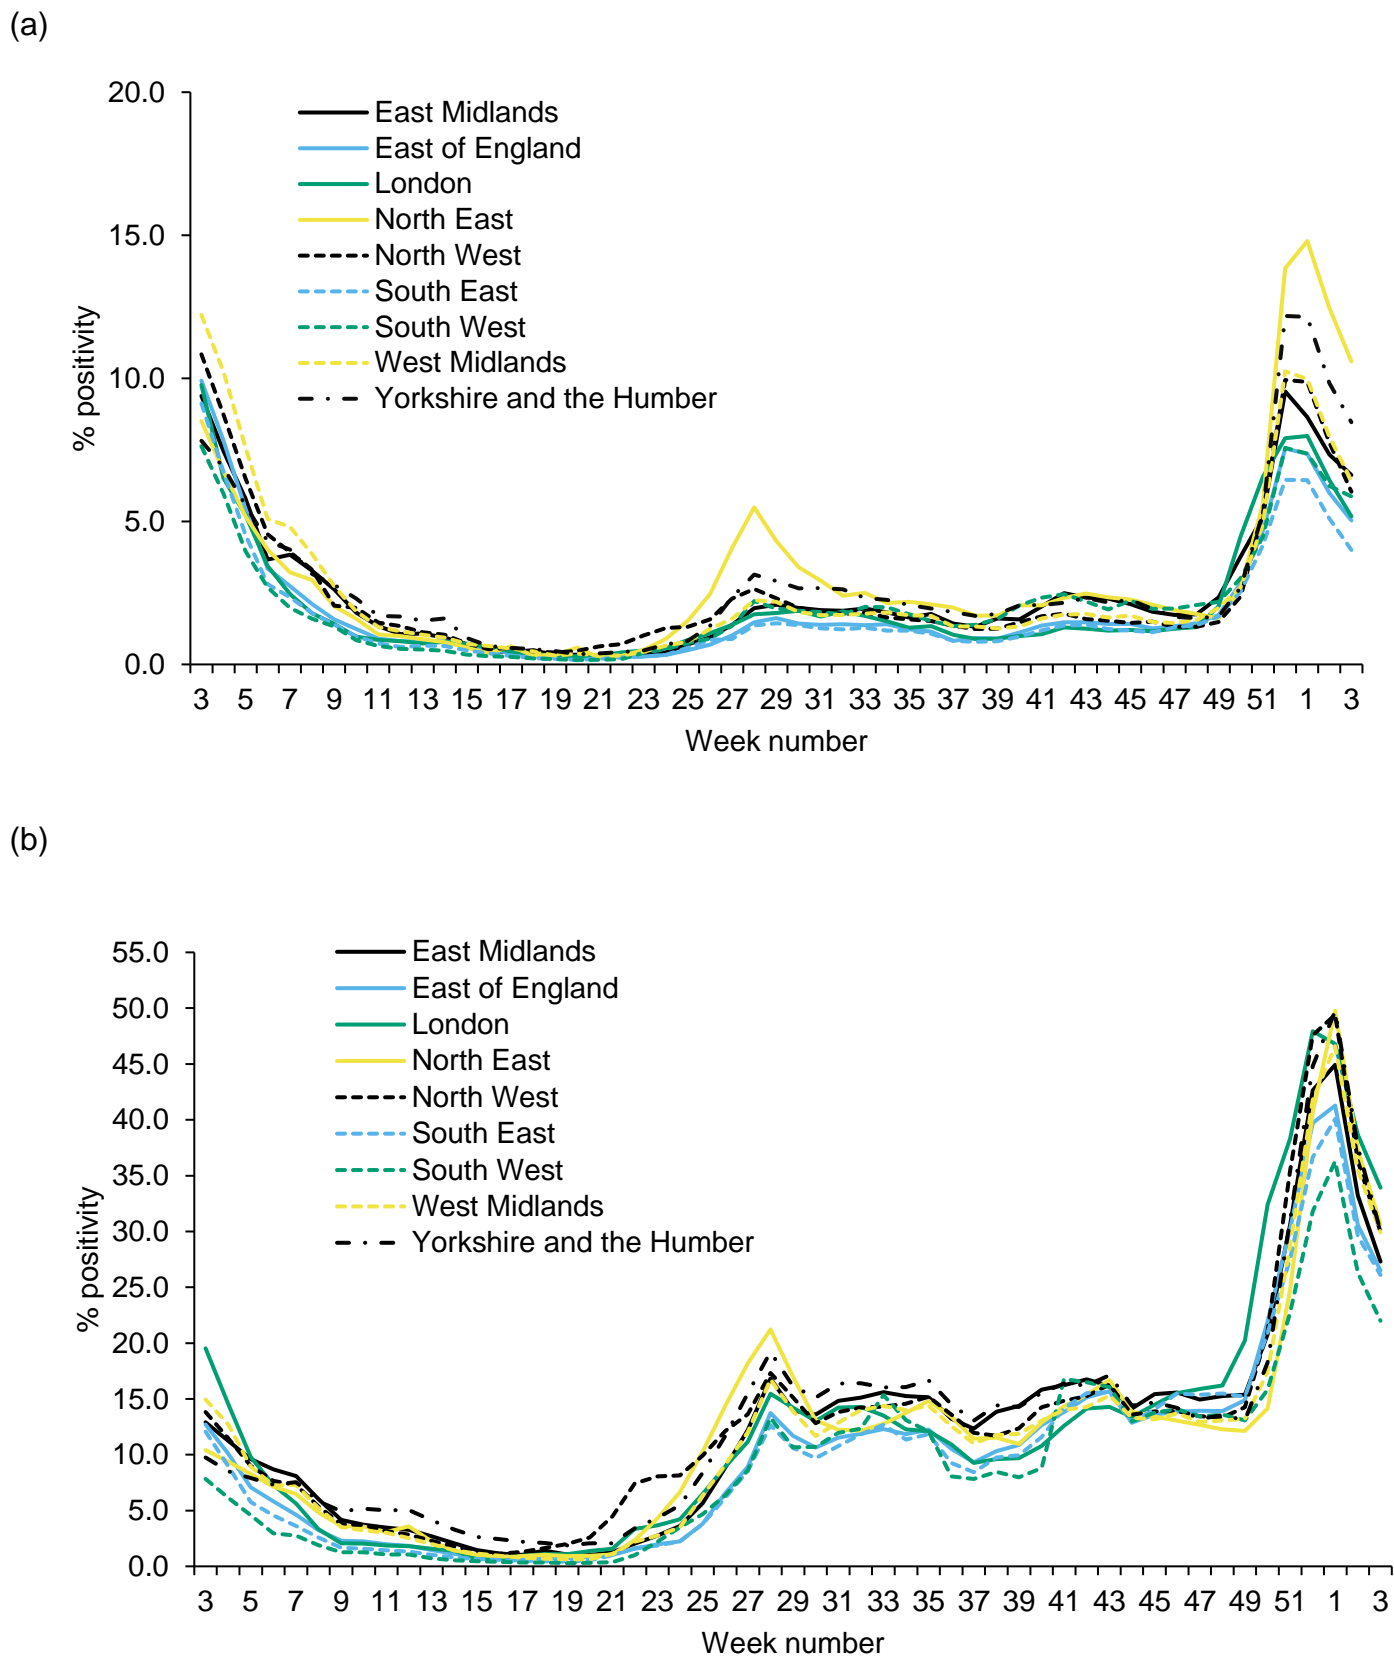 (a)
20.0
15.0
10.0
5.0
0.0
% positivity
East Midlands
East of England
London
North East
North West
South East
South West
West Midlands
Yorkshire and the Humber
3 5 7 9 11 13 15 17 19 21 23 25 27 29 31 33 35 37 39 41 43 45 47 49 51 1 3
Week number
(b)
55.0
50.0
45.0
40.0
35.0
30.0
25.0
20.0
15.0
10.0
5.0
0.0
% positivity
East Midlands
East of England
London
North East
North West
South East
South West
West Midlands
Yorkshire and the Humber
3 5 7 9 11 13 15 17 19 21 23 25 27 29 31 33 35 37 39 41 43 45 47 49 51 1 3
Week number